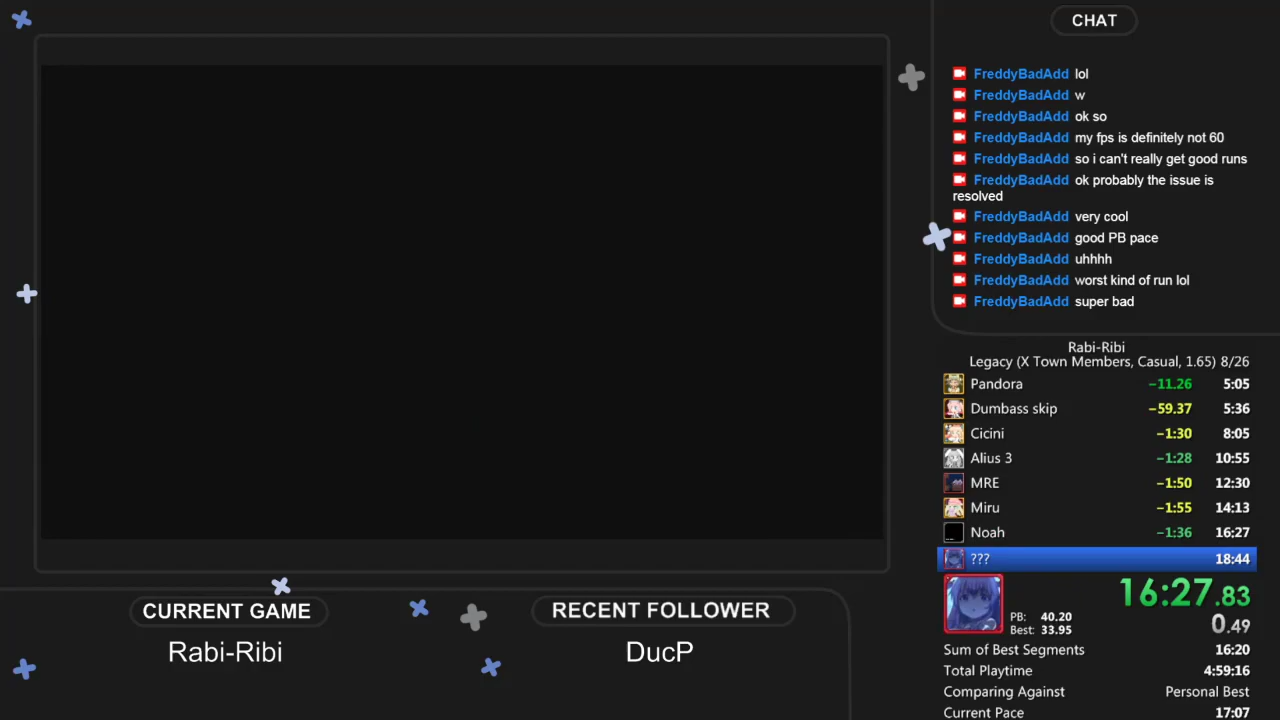 CHAT
FreddyBadAdd lol
FreddyBadAdd w
FreddyBadAdd ok so
FreddyBadAdd my fps is definitely not 60
FreddyBadAdd so i can't really get good runs
FreddyBadAdd ok probably the issue is
resolved
FreddyBadAdd very cool
FreddyBadAdd good PB pace
FreddyBadAdd uhhhh
FreddyBadAdd worst kind of run lol
FreddyBadAdd super bad
Rabi-Ribi
Legacy (X Town Members, Casual, 1.65) 8/26
Pandora −11.26 5:05
Dumbass skip −59.37 5:36
Cicini −1:30 8:05
Alius 3 −1:28 10:55
MRE −1:50 12:30
Miru −1:55 14:13
Noah −1:36 16:27
??? 18:44
16:27.83
PB: 40.20
Best: 33.95
0.49
Sum of Best Segments 16:20
Total Playtime 4:59:16
Comparing Against Personal Best
Current Pace 17:07
CURRENT GAME
Rabi-Ribi
RECENT FOLLOWER
DucP